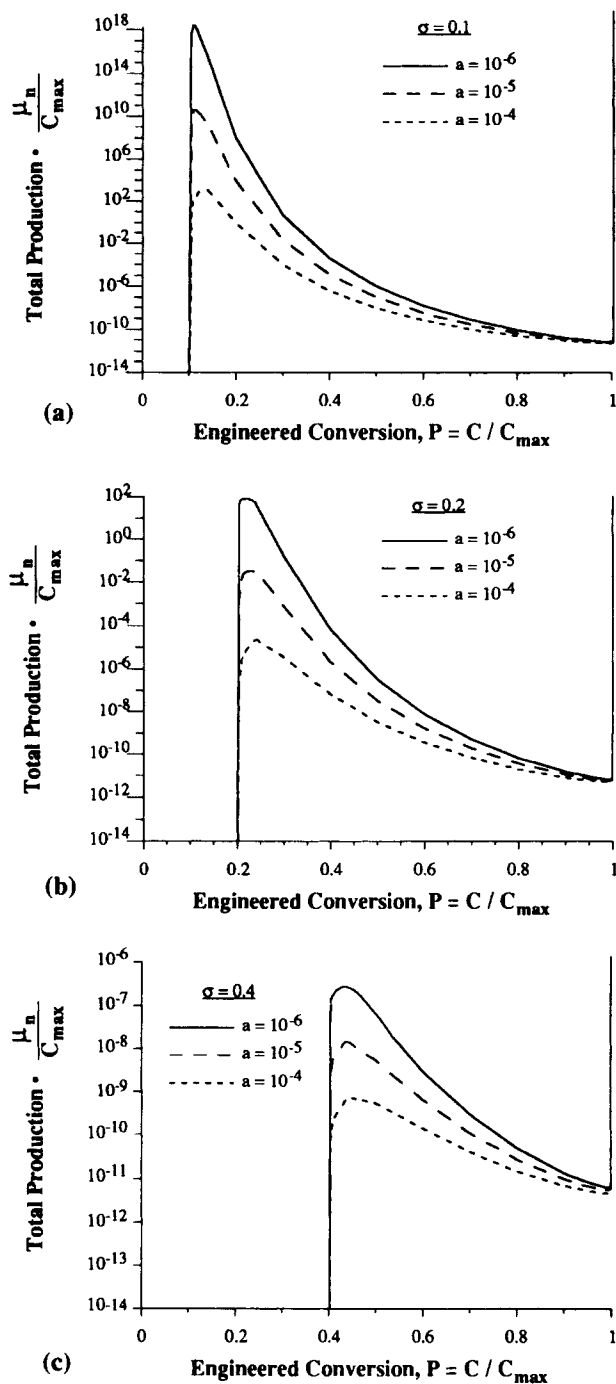 10^18
10^14
10^10
10^6
10^2
10^-2
10^-6
10^-10
10^-14
Total Production • μn / Cmax
σ = 0.1
a = 10^-6
a = 10^-5
a = 10^-4
0 0.2 0.4 0.6 0.8 1
(a)
Engineered Conversion, P = C / Cmax
10^2
10^0
10^-2
10^-4
10^-6
10^-8
10^-10
10^-12
10^-14
Total Production • μn / Cmax
σ = 0.2
a = 10^-6
a = 10^-5
a = 10^-4
0 0.2 0.4 0.6 0.8 1
(b)
Engineered Conversion, P = C / Cmax
10^-6
10^-7
10^-8
10^-9
10^-10
10^-11
10^-12
10^-13
10^-14
Total Production • μn / Cmax
σ = 0.4
a = 10^-6
a = 10^-5
a = 10^-4
0 0.2 0.4 0.6 0.8 1
(c)
Engineered Conversion, P = C / Cmax